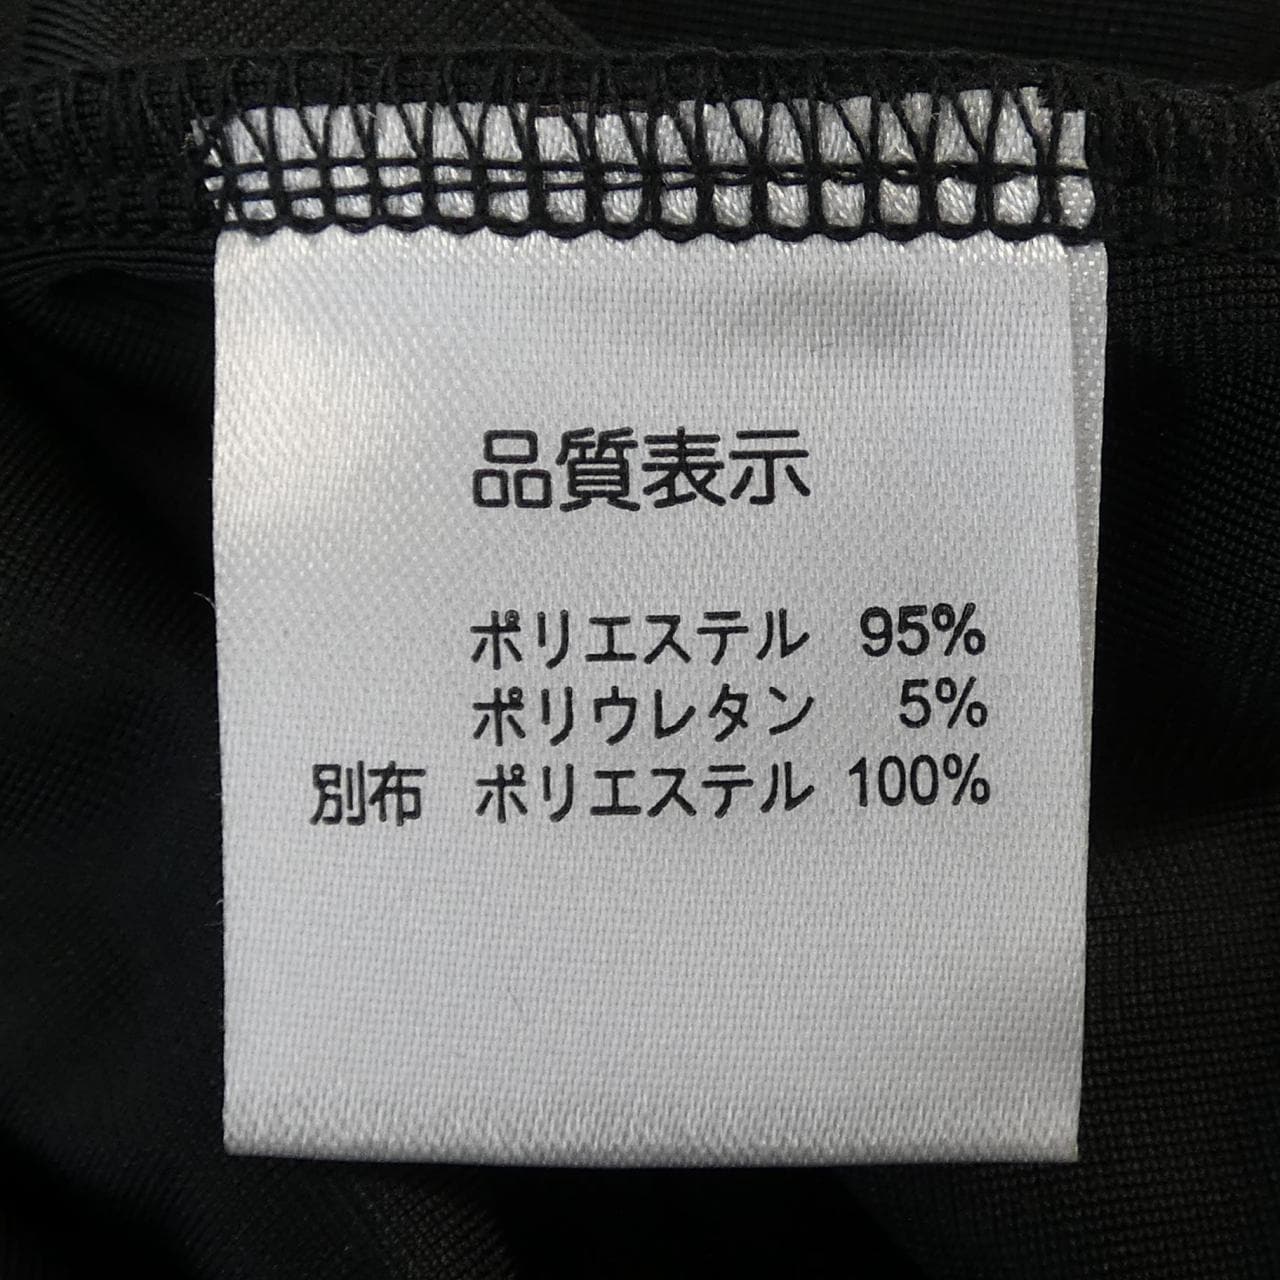 品質表示
ポリエステル 95%
ポリウレタン 5%
別布 ポリエステル 100%